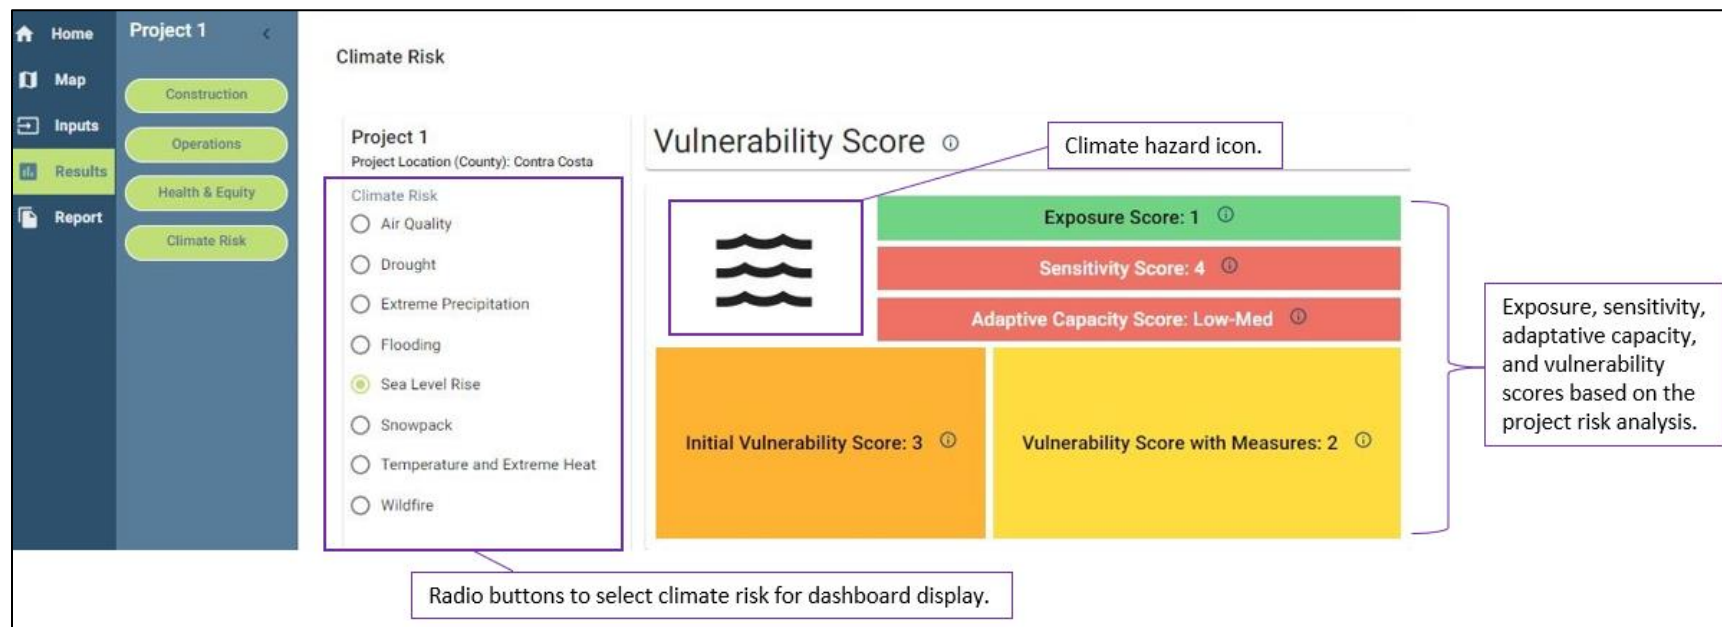 Home
Map
Inputs
Results
Report
Project 1
Construction
Operations
Health & Equity
Climate Risk
Climate Risk
Project 1
Project Location (County): Contra Costa
Climate Risk
Air Quality
Drought
Extreme Precipitation
Flooding
Sea Level Rise
Snowpack
Temperature and Extreme Heat
Wildfire
Radio buttons to select climate risk for dashboard display.
Vulnerability Score
Climate hazard icon.
Exposure Score: 1
Sensitivity Score: 4
Adaptive Capacity Score: Low-Med
Initial Vulnerability Score: 3
Vulnerability Score with Measures: 2
Exposure, sensitivity,
adaptative capacity,
and vulnerability
scores based on the
project risk analysis.